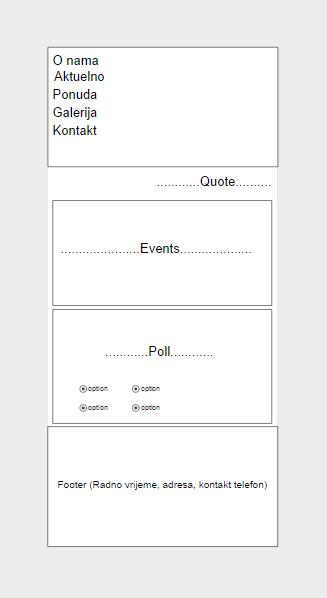 O nama
Aktuelno
Ponuda
Galerija
Kontakt
............Quote..........
......................Events....................
............Poll............
option option
option option
Footer (Radno vrijeme, adresa, kontakt telefon)